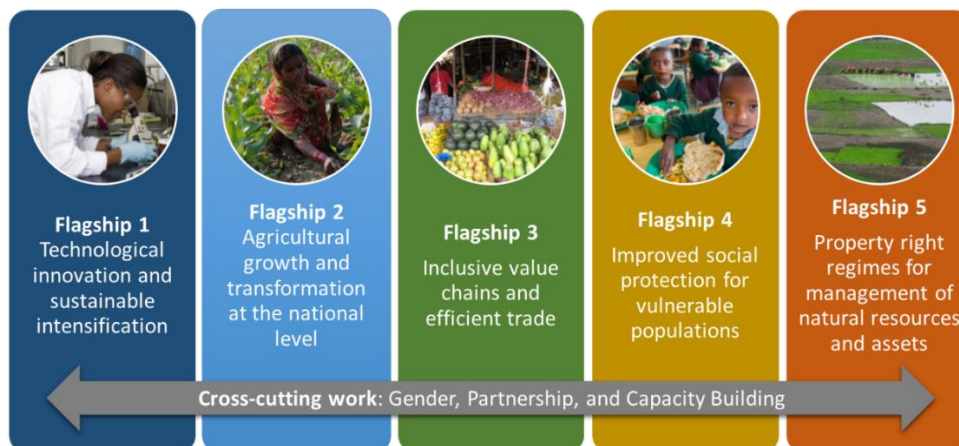 Flagship 1
Technological
innovation and
sustainable
intensification
Flagship 2
Agricultural
growth and
transformation
at the national
level
Flagship 3
Inclusive value
chains and
efficient trade
Flagship 4
Improved social
protection for
vulnerable
populations
Flagship 5
Property right
regimes for
management of
natural resources
and assets
Cross-cutting work: Gender, Partnership, and Capacity Building